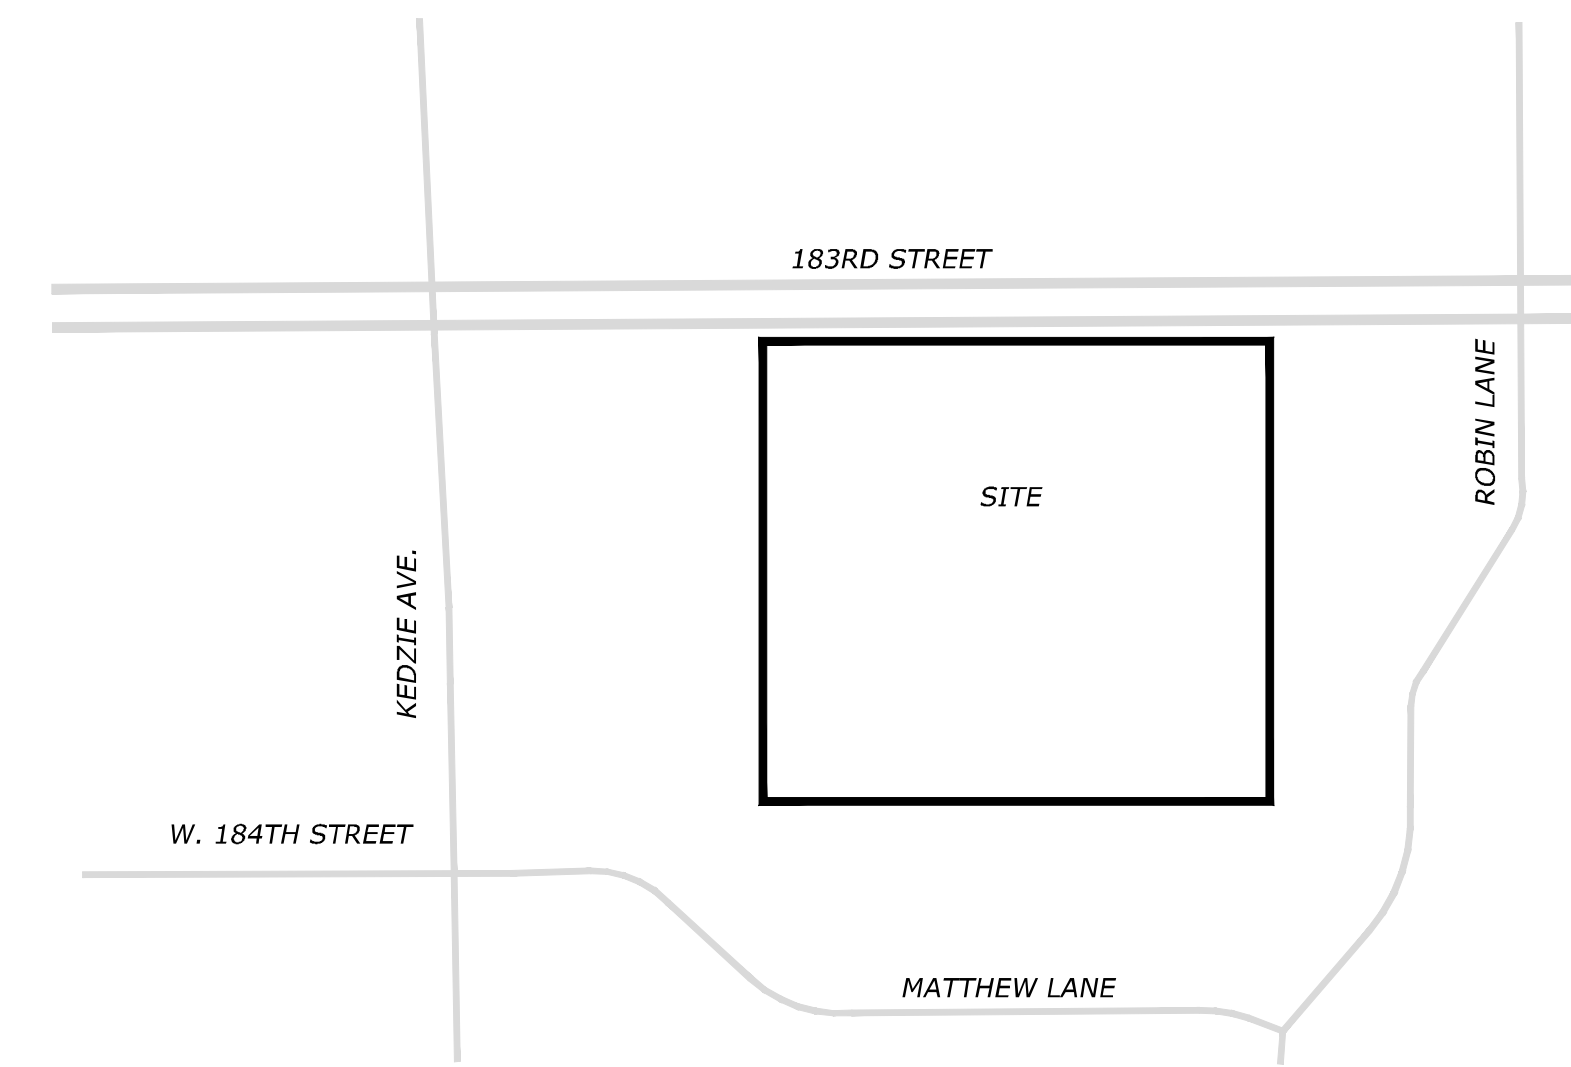 183RD STREET
ROBIN LANE
SITE
KEDZIE AVE.
W. 184TH STREET
MATTHEW LANE